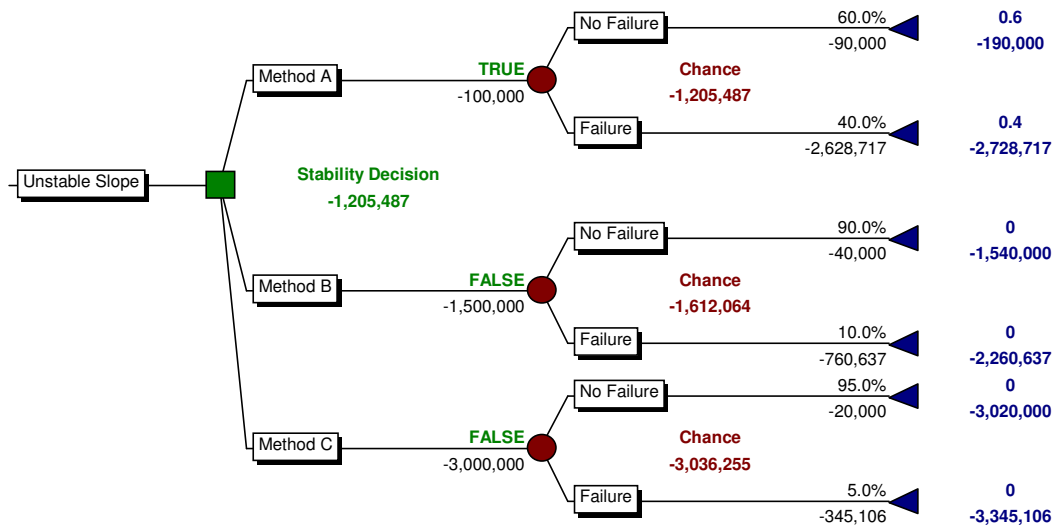 No Failure
60.0%
0.6
-90,000
-190,000
Method A
TRUE
Chance
-100,000
-1,205,487
Failure
40.0%
0.4
-2,628,717
-2,728,717
Unstable Slope
Stability Decision
-1,205,487
No Failure
90.0%
0
-40,000
-1,540,000
Method B
FALSE
Chance
-1,500,000
-1,612,064
Failure
10.0%
0
-760,637
-2,260,637
No Failure
95.0%
0
-20,000
-3,020,000
Method C
FALSE
Chance
-3,000,000
-3,036,255
Failure
5.0%
0
-345,106
-3,345,106